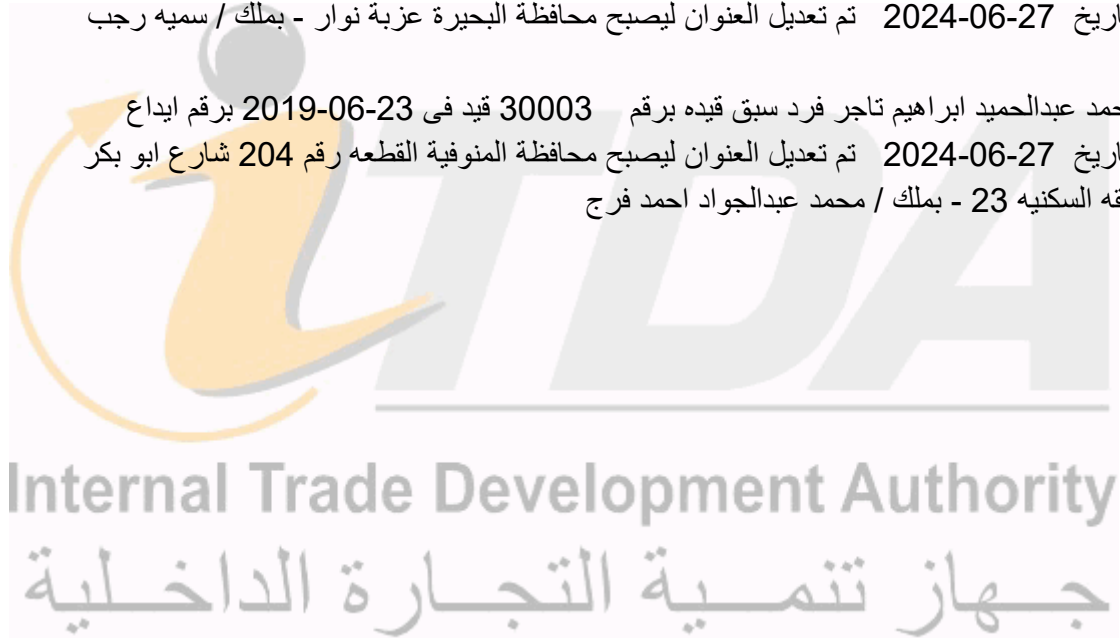 اريخ 27-06-2024 تم تعديل العنوان ليصبح محافظة البحيرة عزبة نوار - بملك / سميه رجب
حمد عبدالحميد ابراهيم تاجر فرد سبق قيده برقم 30003 قيد فى 23-06-2019 برقم ايداع
اريخ 27-06-2024 تم تعديل العنوان ليصبح محافظة المنوفية القطعه رقم 204 شارع ابو بكر
قه السكنيه 23 - بملك / محمد عبدالجواد احمد فرج
iTDA
Internal Trade Development Authority
جهاز تنمية التجارة الداخلية